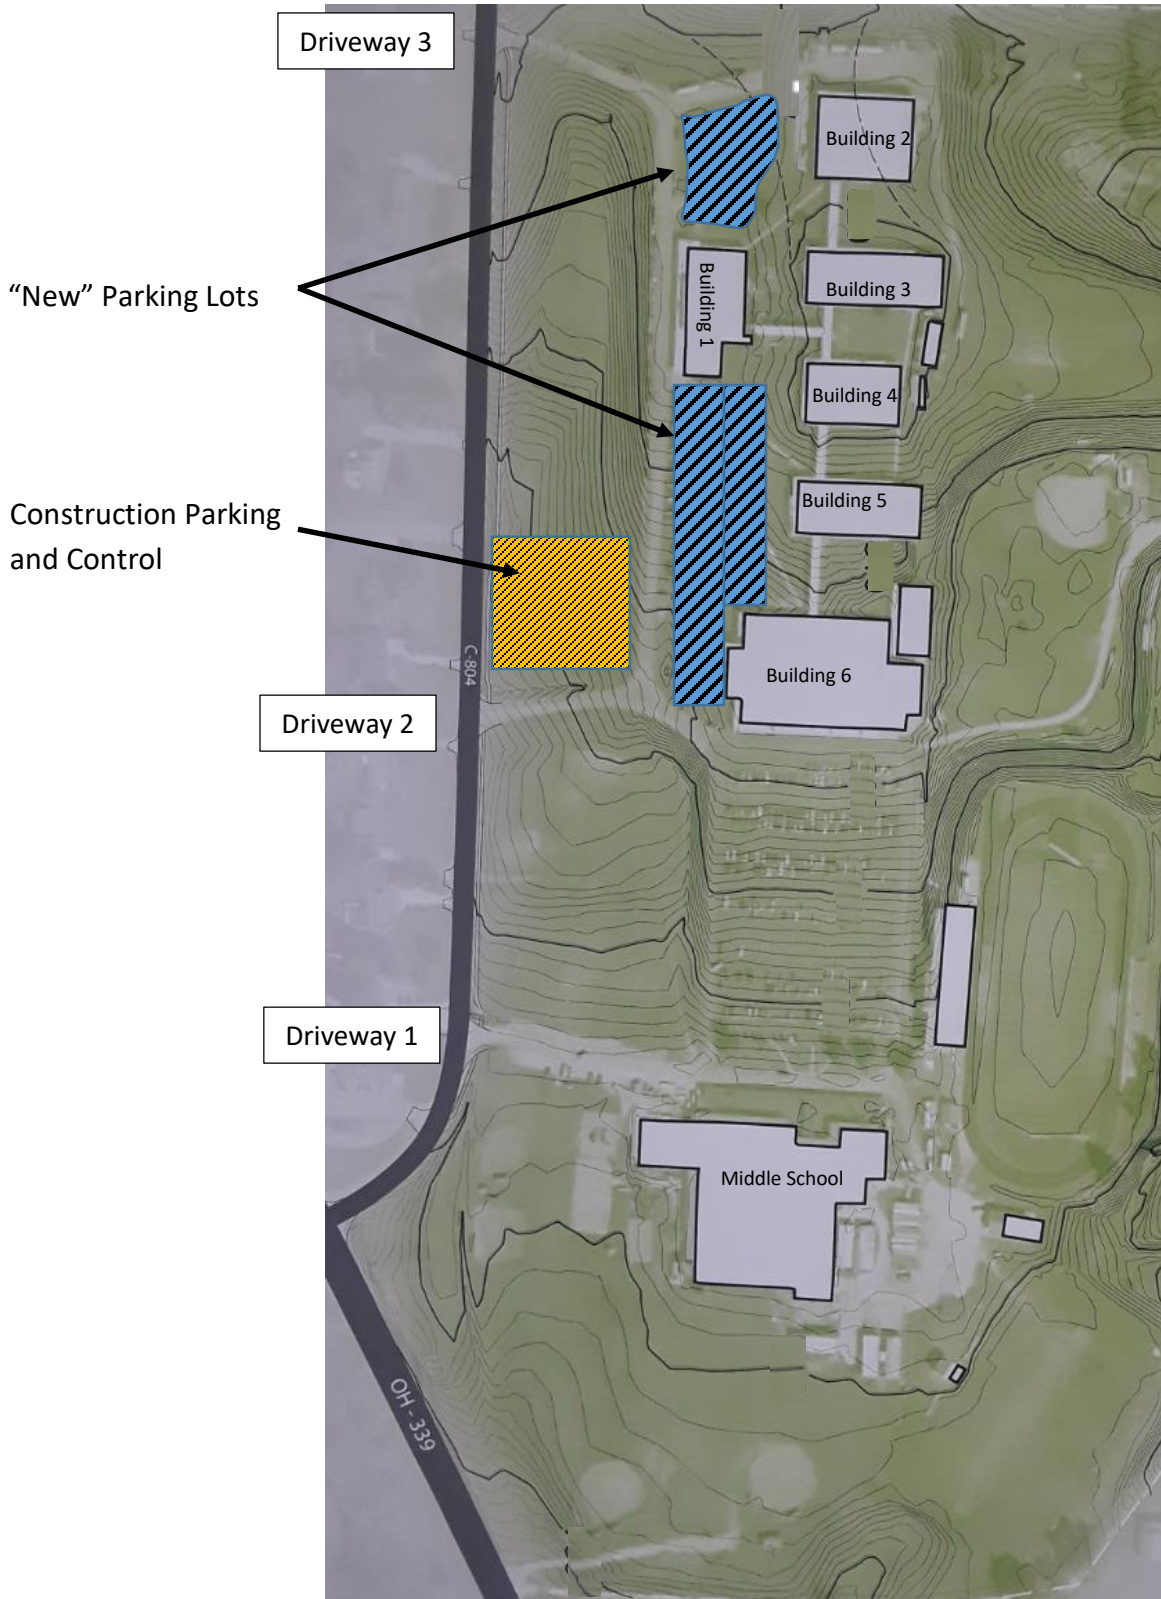 Driveway 3
Building 2
“New” Parking Lots
Building 1
Building 3
Building 4
Construction Parking
and Control
Building 5
C-804
Building 6
Driveway 2
Driveway 1
Middle School
OH - 339